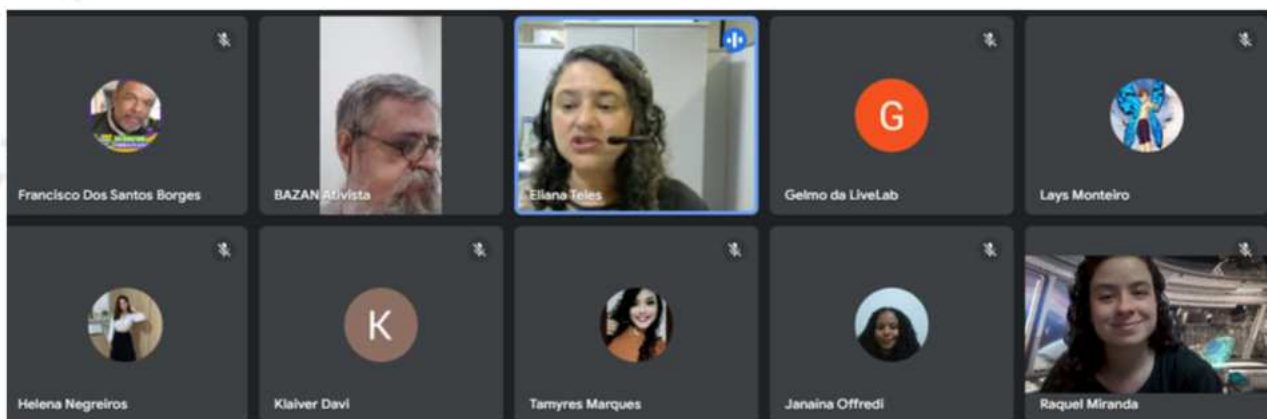 Francisco Dos Santos Borges
BAZAN Ativista
Eliana Teles
G
Gelmo da LiveLab
Lays Monteiro
Helena Negreiros
K
Klaiver Davi
Tamyres Marques
Janaina Offredi
Raquel Miranda